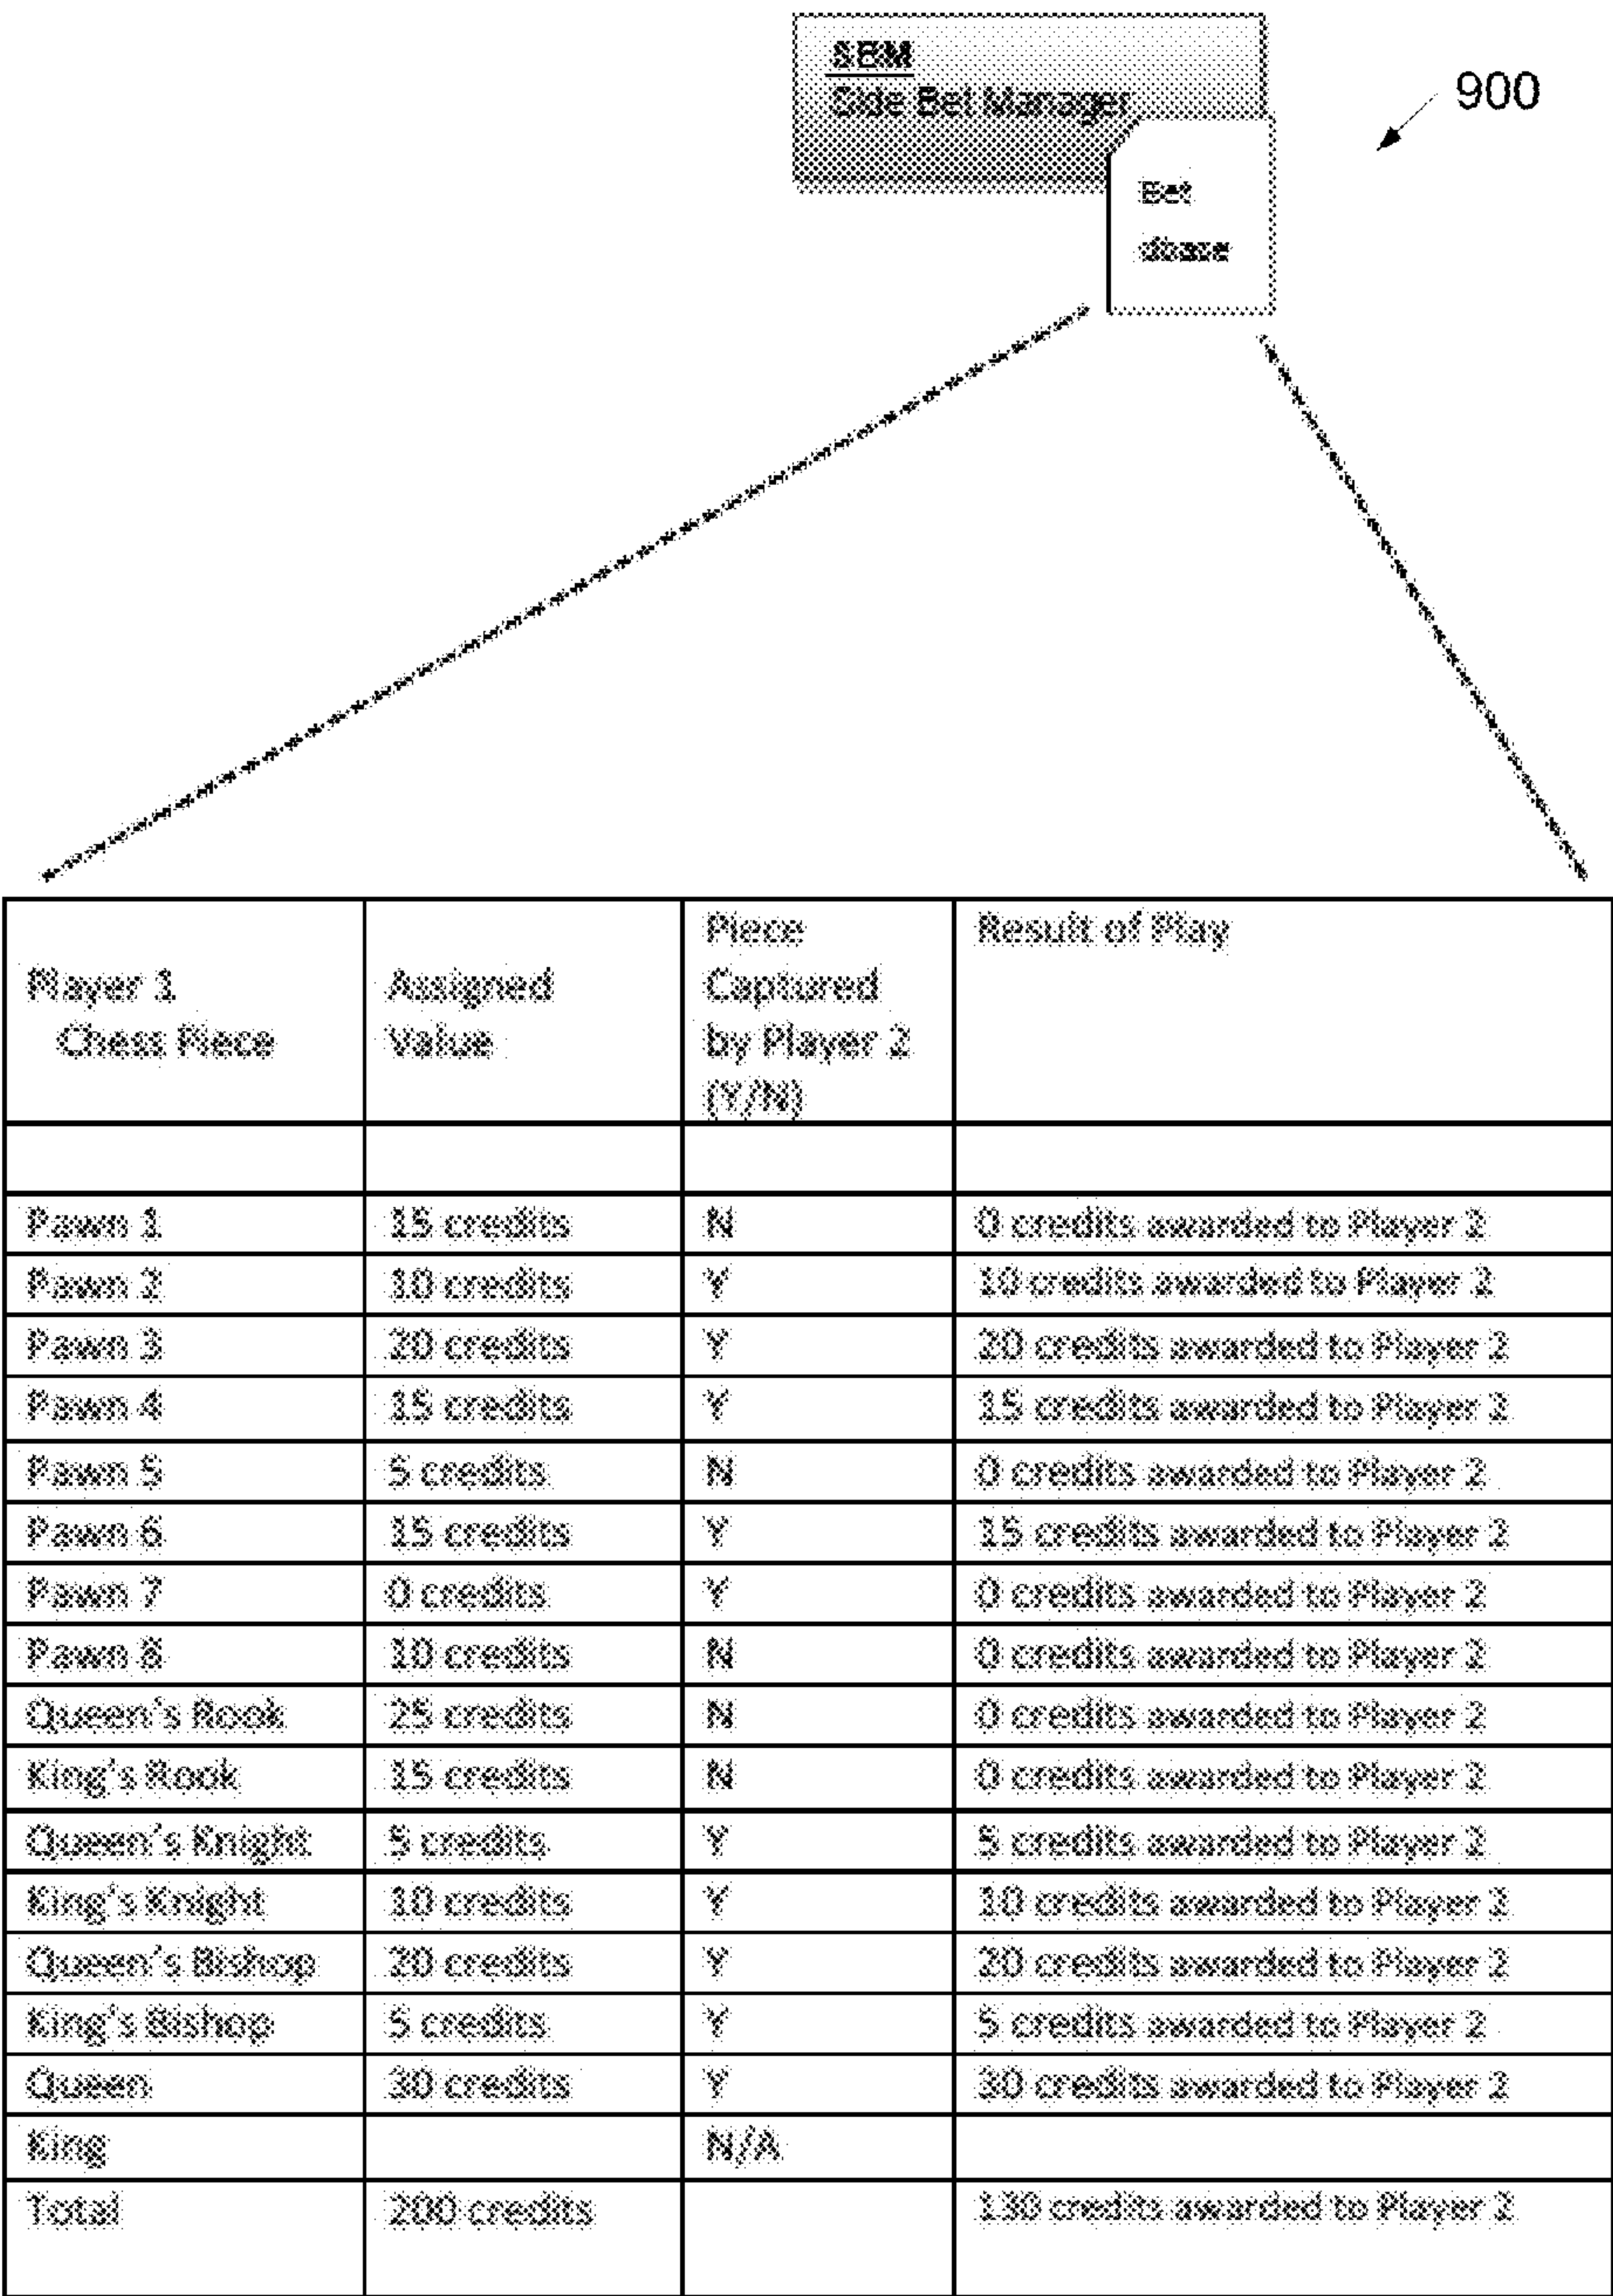 SBM
Side Bet Manager
900
Bet
dbase
Player 1
Chess Piece
Assigned
Value
Piece
Captured
by Player 2
(Y/N)
Result of Play
Pawn 1 15 credits N 0 credits awarded to Player 2
Pawn 2 10 credits Y 10 credits awarded to Player 2
Pawn 3 20 credits Y 20 credits awarded to Player 2
Pawn 4 15 credits Y 15 credits awarded to Player 2
Pawn 5 5 credits N 0 credits awarded to Player 2
Pawn 6 15 credits Y 15 credits awarded to Player 2
Pawn 7 0 credits Y 0 credits awarded to Player 2
Pawn 8 10 credits N 0 credits awarded to Player 2
Queen's Rook 25 credits N 0 credits awarded to Player 2
King's Rook 15 credits N 0 credits awarded to Player 2
Queen's Knight 5 credits Y 5 credits awarded to Player 2
King's Knight 10 credits Y 10 credits awarded to Player 2
Queen's Bishop 20 credits Y 20 credits awarded to Player 2
King's Bishop 5 credits Y 5 credits awarded to Player 2
Queen 30 credits Y 30 credits awarded to Player 2
King N/A
Total 200 credits 130 credits awarded to Player 2